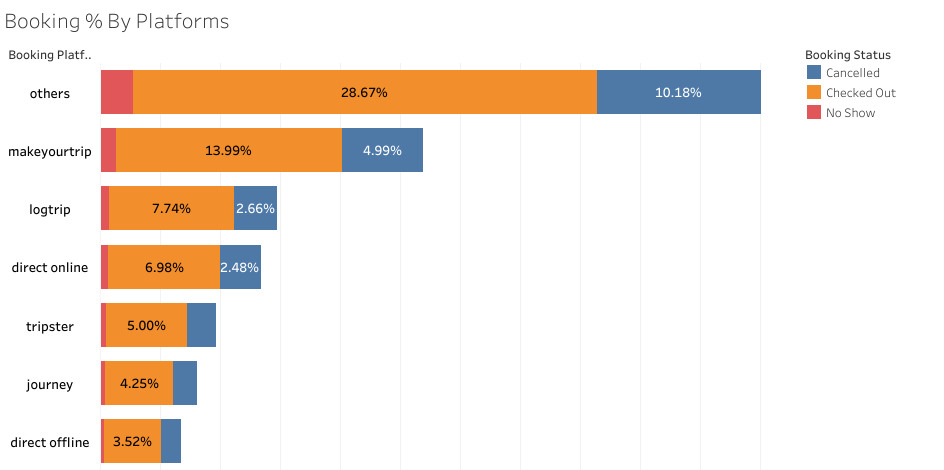 Booking % By Platforms
Booking Platf..
Booking Status
Cancelled
Checked Out
No Show
others 28.67% 10.18%
makeyourtrip 13.99% 4.99%
logtrip 7.74% 2.66%
direct online 6.98% 2.48%
tripster 5.00%
journey 4.25%
direct offline 3.52%